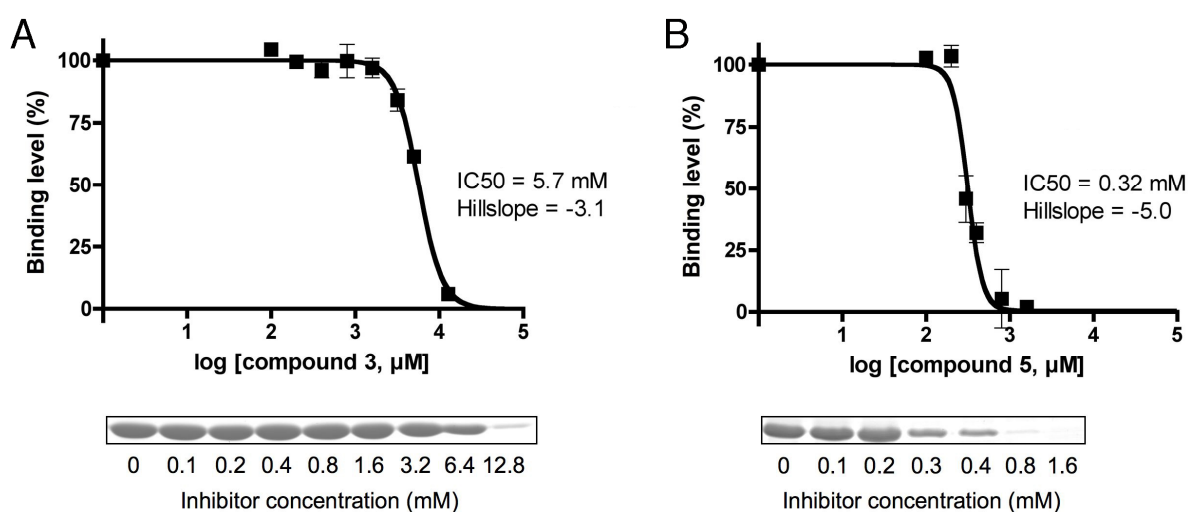 A
Binding level (%)
100
75
50
25
0
IC50 = 5.7 mM
Hillslope = -3.1
1 2 3 4 5
log [compound 3, µM]
0 0.1 0.2 0.4 0.8 1.6 3.2 6.4 12.8
Inhibitor concentration (mM)
B
Binding level (%)
100
75
50
25
0
IC50 = 0.32 mM
Hillslope = -5.0
1 2 3 4 5
log [compound 5, µM]
0 0.1 0.2 0.3 0.4 0.8 1.6
Inhibitor concentration (mM)